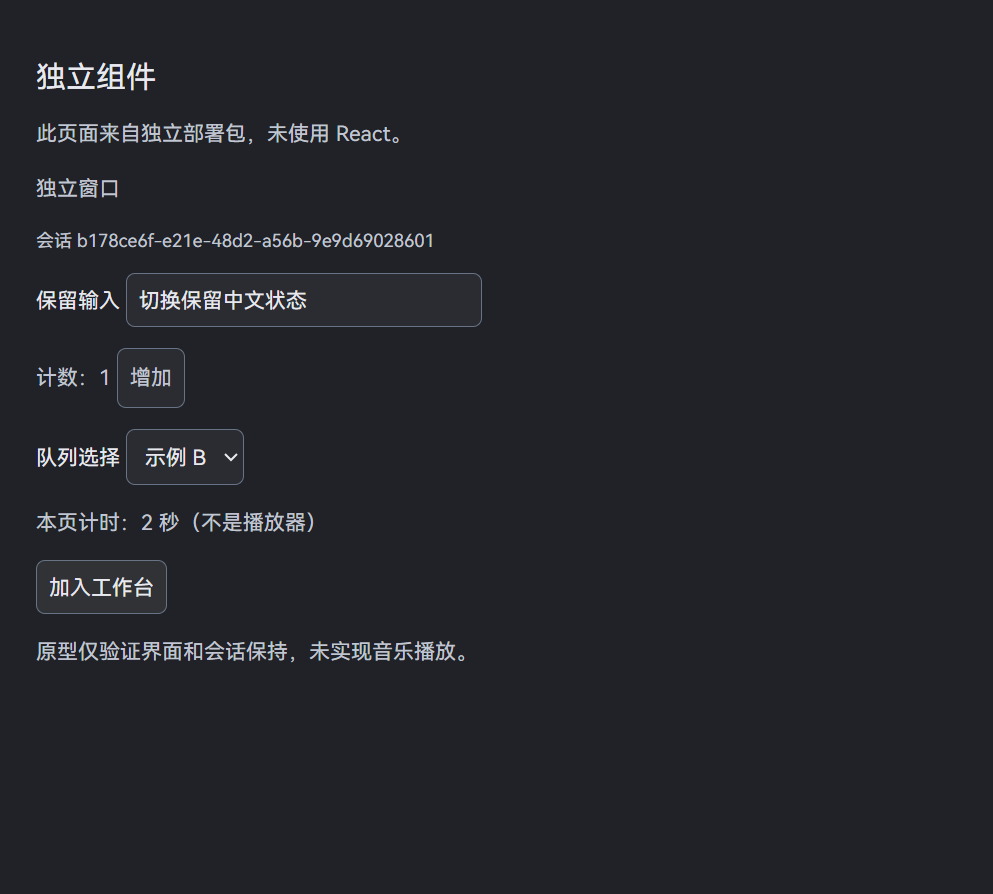 独立组件
此页面来自独立部署包，未使用 React。
独立窗口
会话 b178ce6f-e21e-48d2-a56b-9e9d69028601
保留输入 切换保留中文状态
计数：1 增加
队列选择 示例 B
本页计时：2 秒（不是播放器）
加入工作台
原型仅验证界面和会话保持，未实现音乐播放。